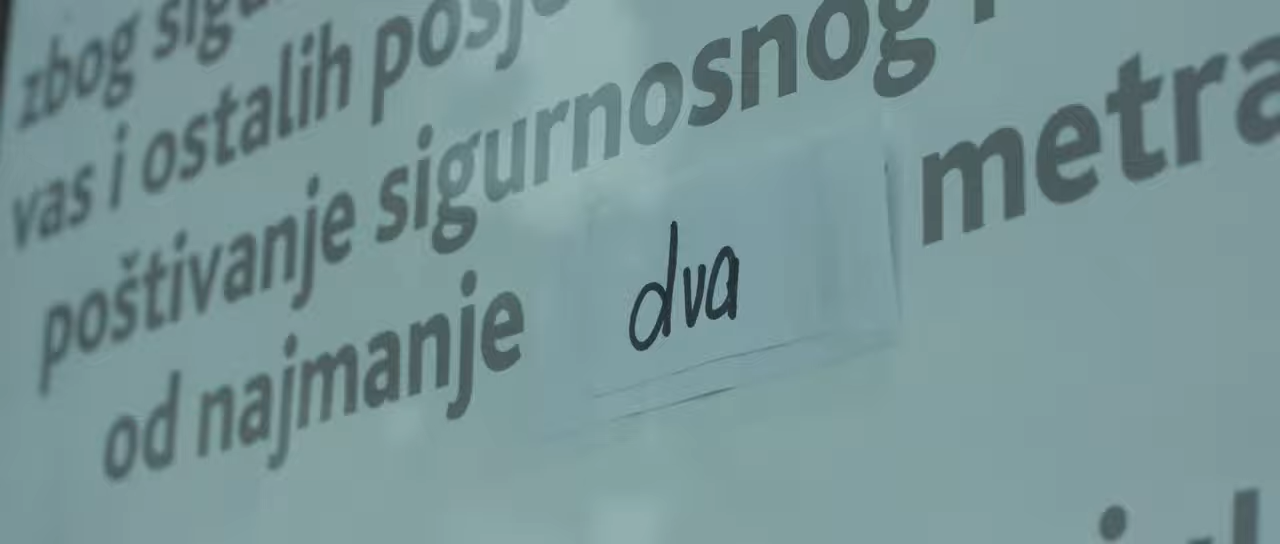 zbog
vas i ostalih
poštivanje sigurnosnog
od najmanje dva metra